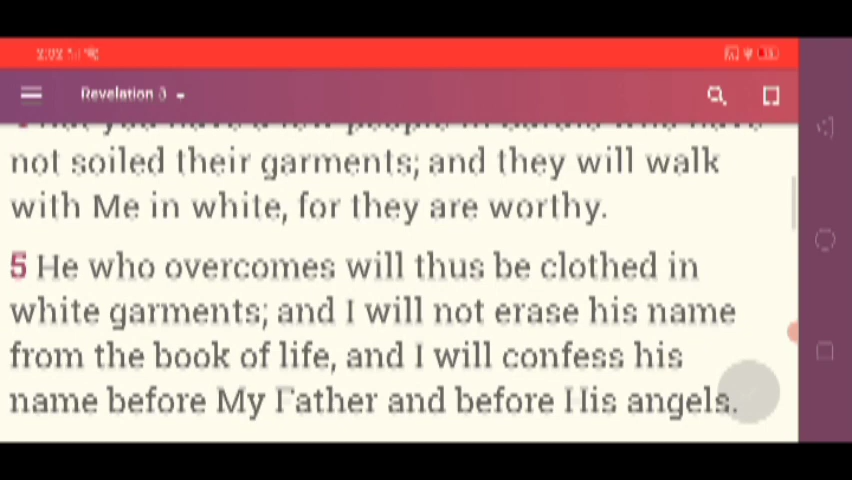 2:02
Revelation 3
not soiled their garments; and they will walk
with Me in white, for they are worthy.
5 He who overcomes will thus be clothed in
white garments; and I will not erase his name
from the book of life, and I will confess his
name before My Father and before His angels.